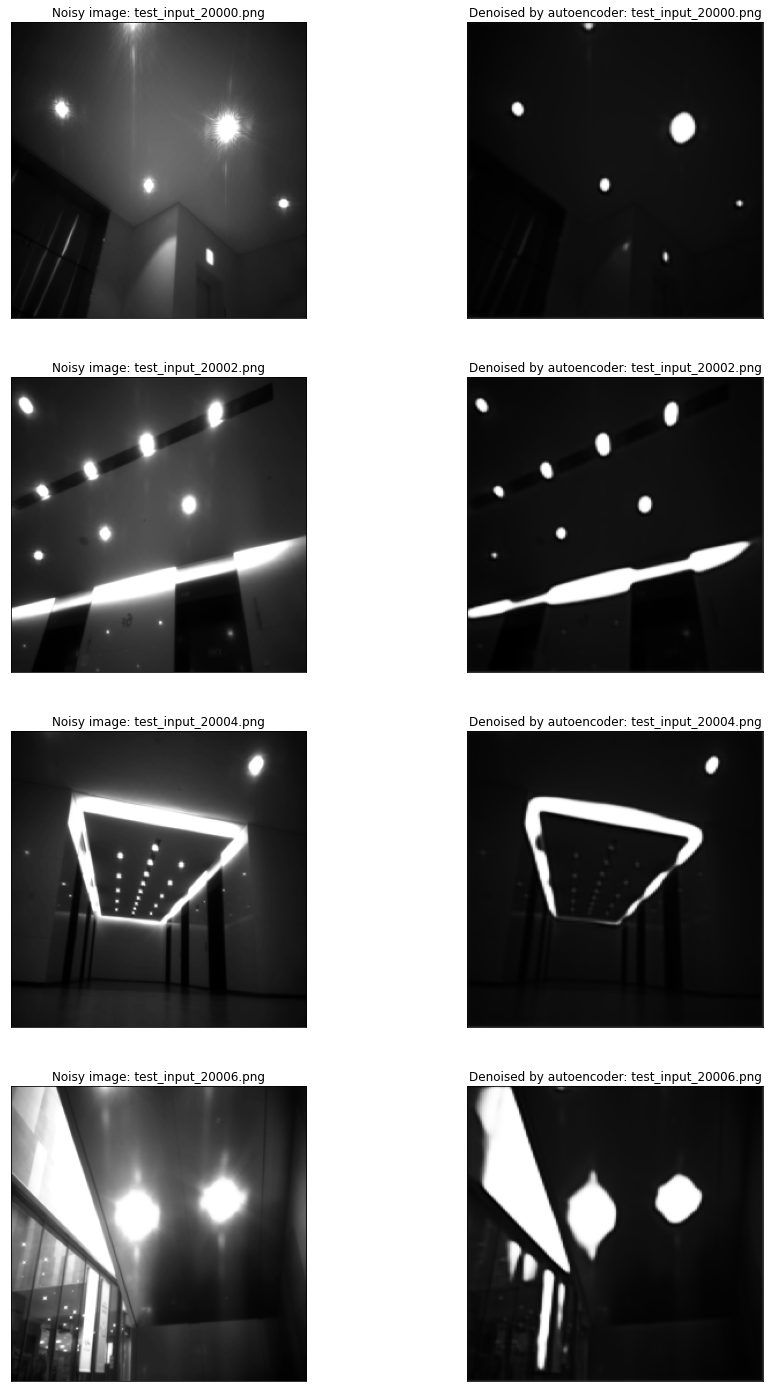 Noisy image: test_input_20000.png
Denoised by autoencoder: test_input_20000.png
Noisy image: test_input_20002.png
Denoised by autoencoder: test_input_20002.png
Noisy image: test_input_20004.png
Denoised by autoencoder: test_input_20004.png
Noisy image: test_input_20006.png
Denoised by autoencoder: test_input_20006.png